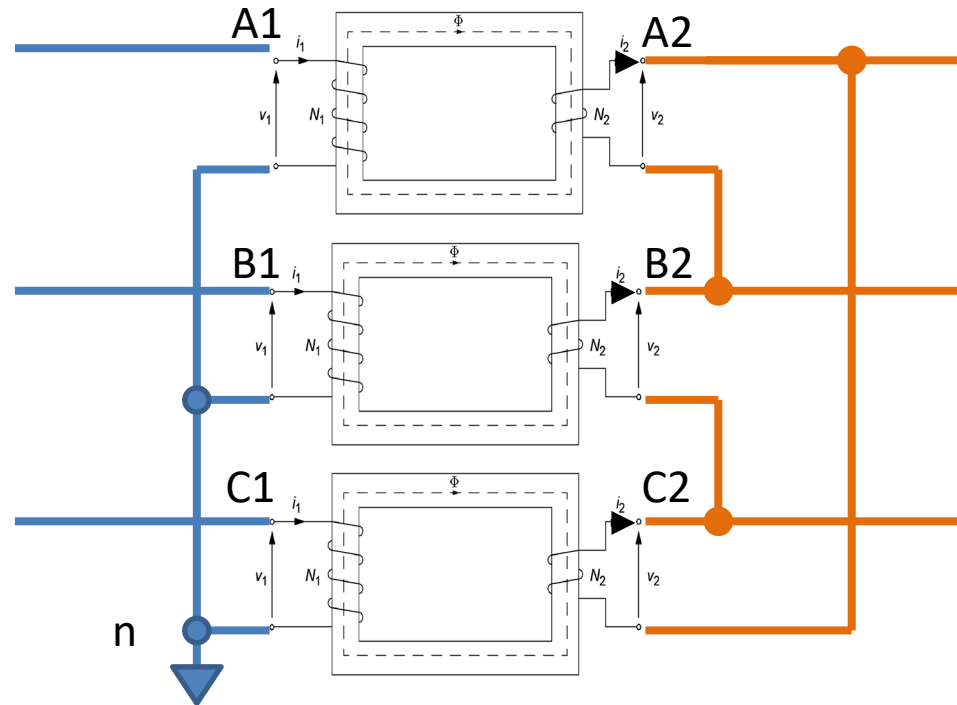 A1 i₁ Φ i₂ A2
v₁ N₁ N₂ v₂
B1 i₁ Φ i₂ B2
v₁ N₁ N₂ v₂
C1 i₁ Φ i₂ C2
v₁ N₁ N₂ v₂
n